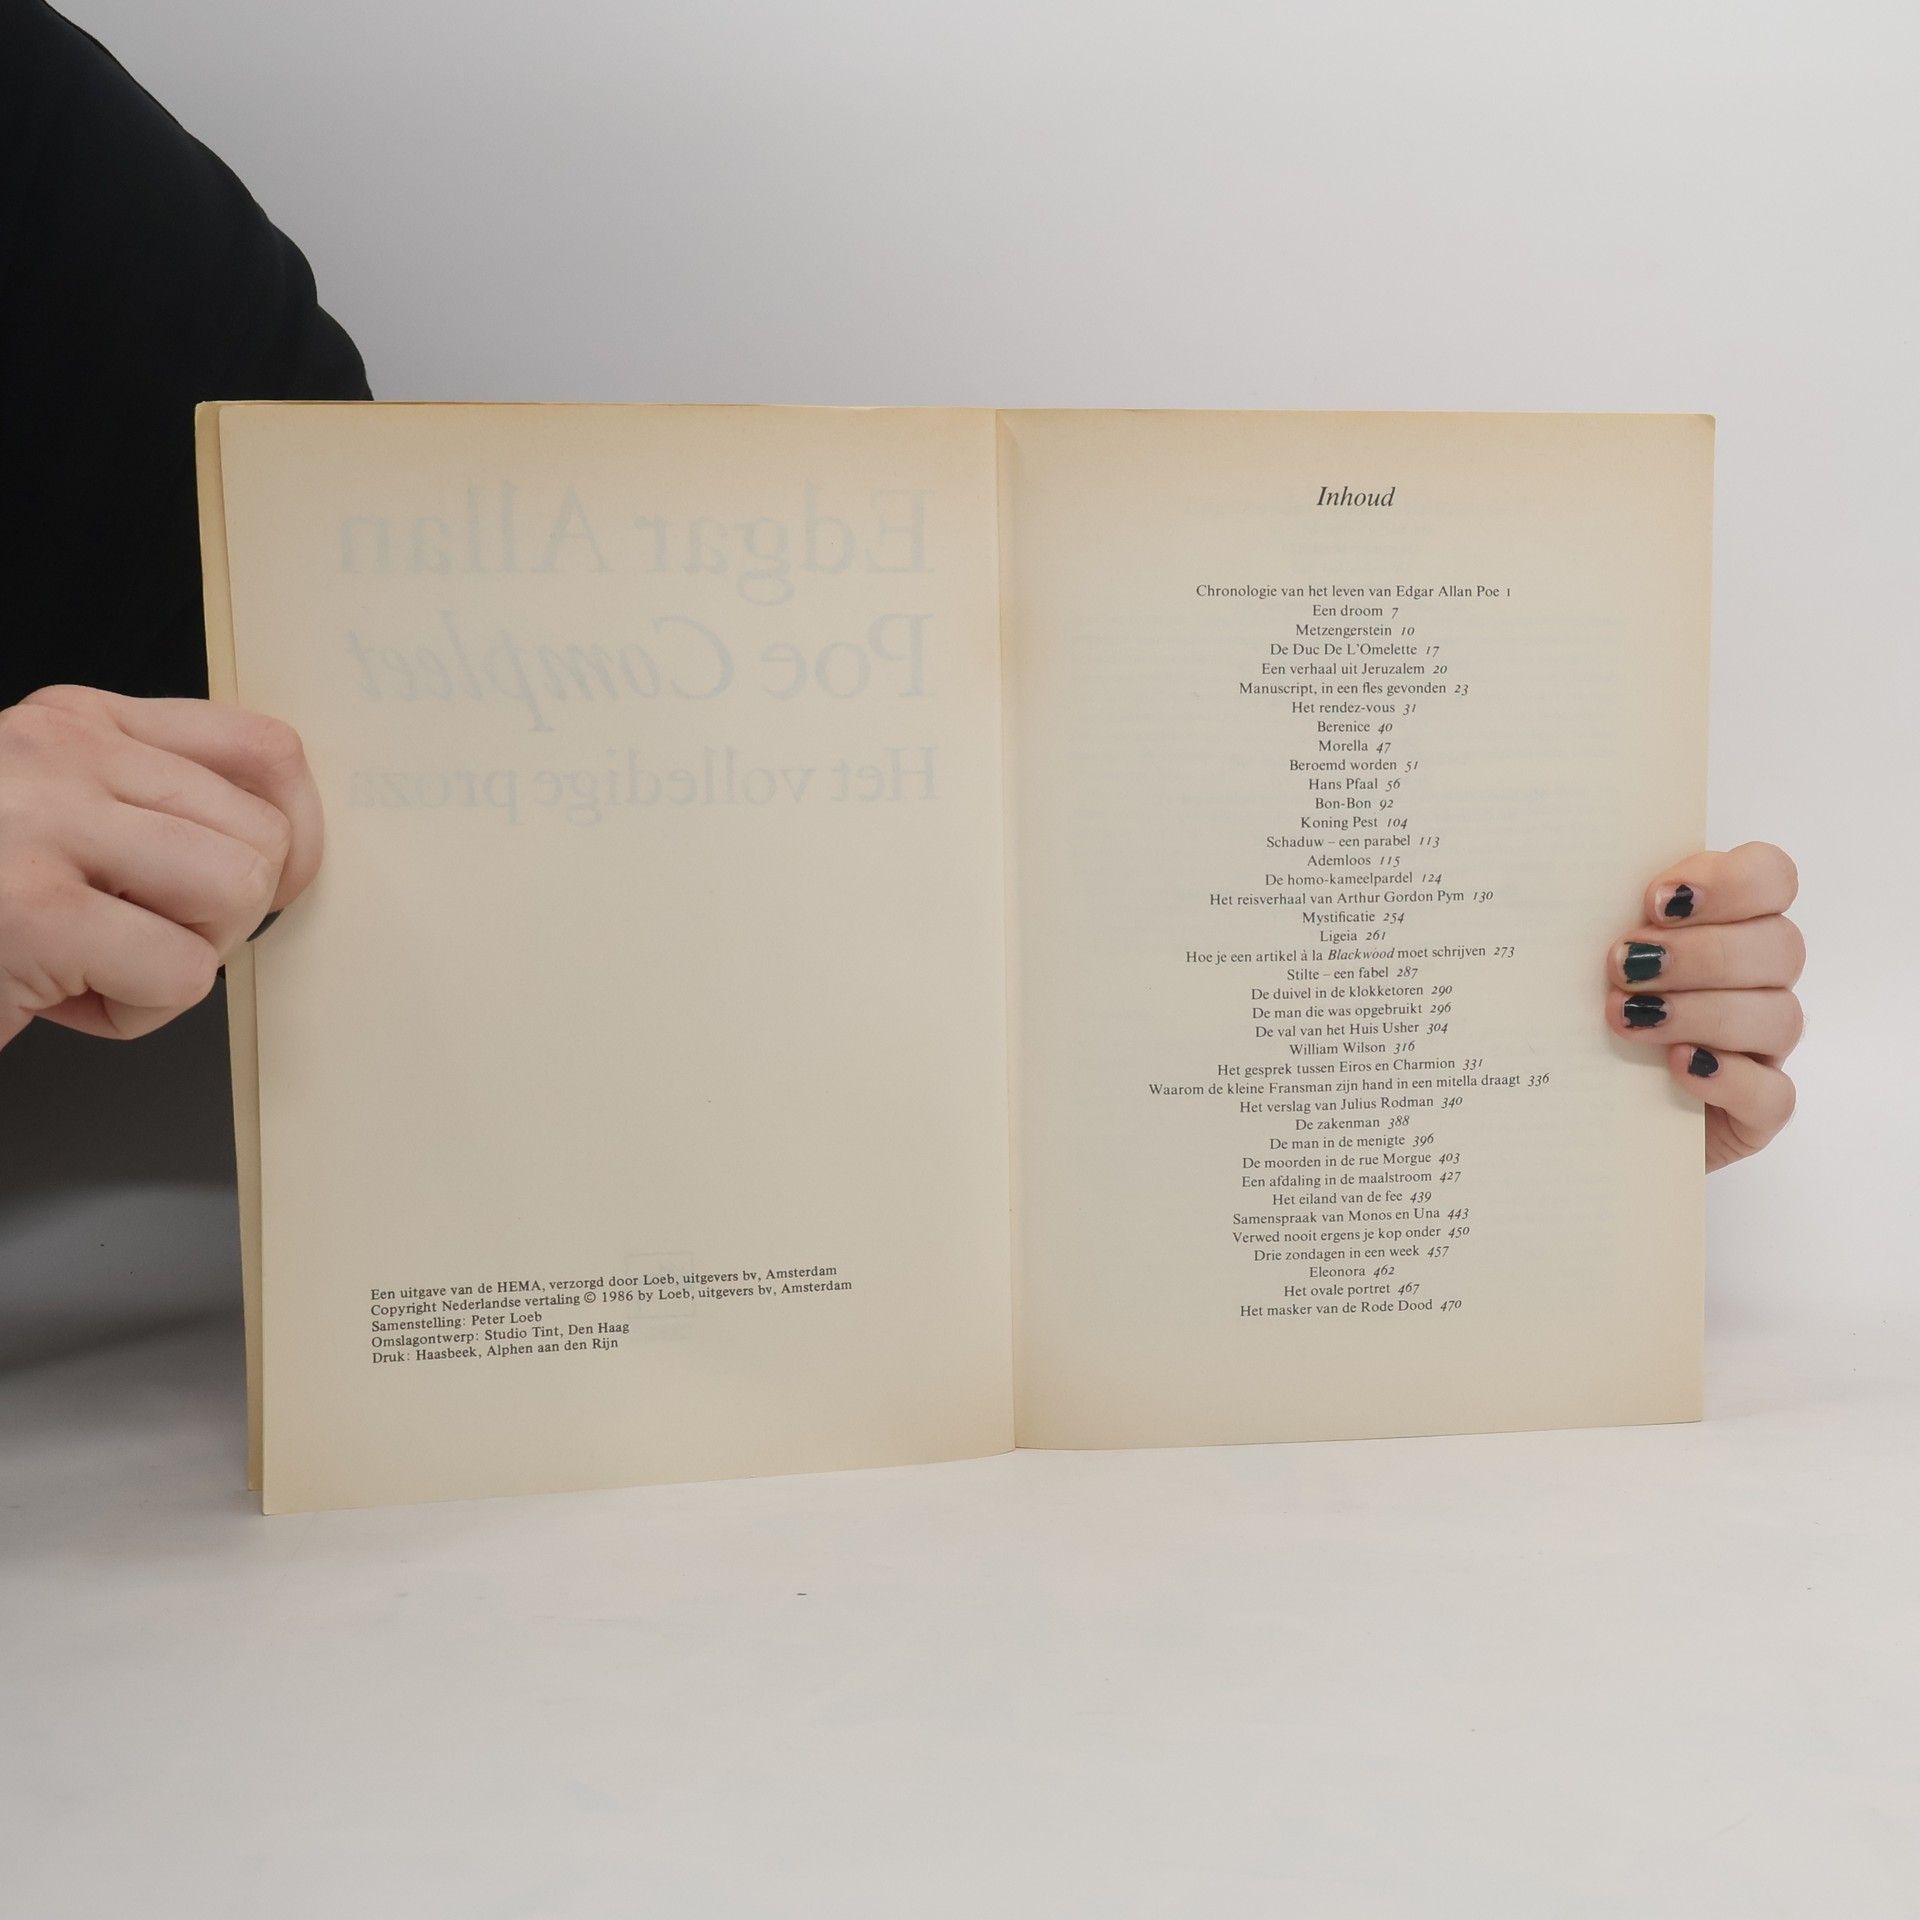 Edgar Allan
Poe Compleet
Het volledige proza
Een uitgave van de HEMA, verzorgd door Loeb, uitgevers bv, Amsterdam
Copyright Nederlandse vertaling © 1986 by Loeb, uitgevers bv, Amsterdam
Samenstelling: Peter Loeb
Omslagontwerp: Studio Tint, Den Haag
Druk: Haasbeek, Alphen aan den Rijn
Inhoud
Chronologie van het leven van Edgar Allan Poe 1
Een droom 7
Metzengerstein 10
De Duc De L'Omelette 17
Een verhaal uit Jeruzalem 20
Manuscript, in een fles gevonden 23
Het rendez-vous 31
Berenice 40
Morella 47
Beroemd worden 51
Hans Pfaal 56
Bon-Bon 92
Koning Pest 104
Schaduw – een parabel 113
Ademloos 115
De homo-kameelpardel 124
Het reisverhaal van Arthur Gordon Pym 130
Mystificatie 254
Ligeia 261
Hoe je een artikel à la Blackwood moet schrijven 273
Stilte – een fabel 287
De duivel in de klokketoren 290
De man die was opgebruikt 296
De val van het Huis Usher 304
William Wilson 316
Het gesprek tussen Eiros en Charmion 331
Waarom de kleine Fransman zijn hand in een mitella draagt 336
Het verslag van Julius Rodman 340
De zakenman 388
De man in de menigte 396
De moorden in de rue Morgue 403
Een afdaling in de maalstroom 427
Het eiland van de fee 439
Samenspraak van Monos en Una 443
Verwed nooit ergens je kop onder 450
Drie zondagen in een week 457
Eleonora 462
Het ovale portret 467
Het masker van de Rode Dood 470